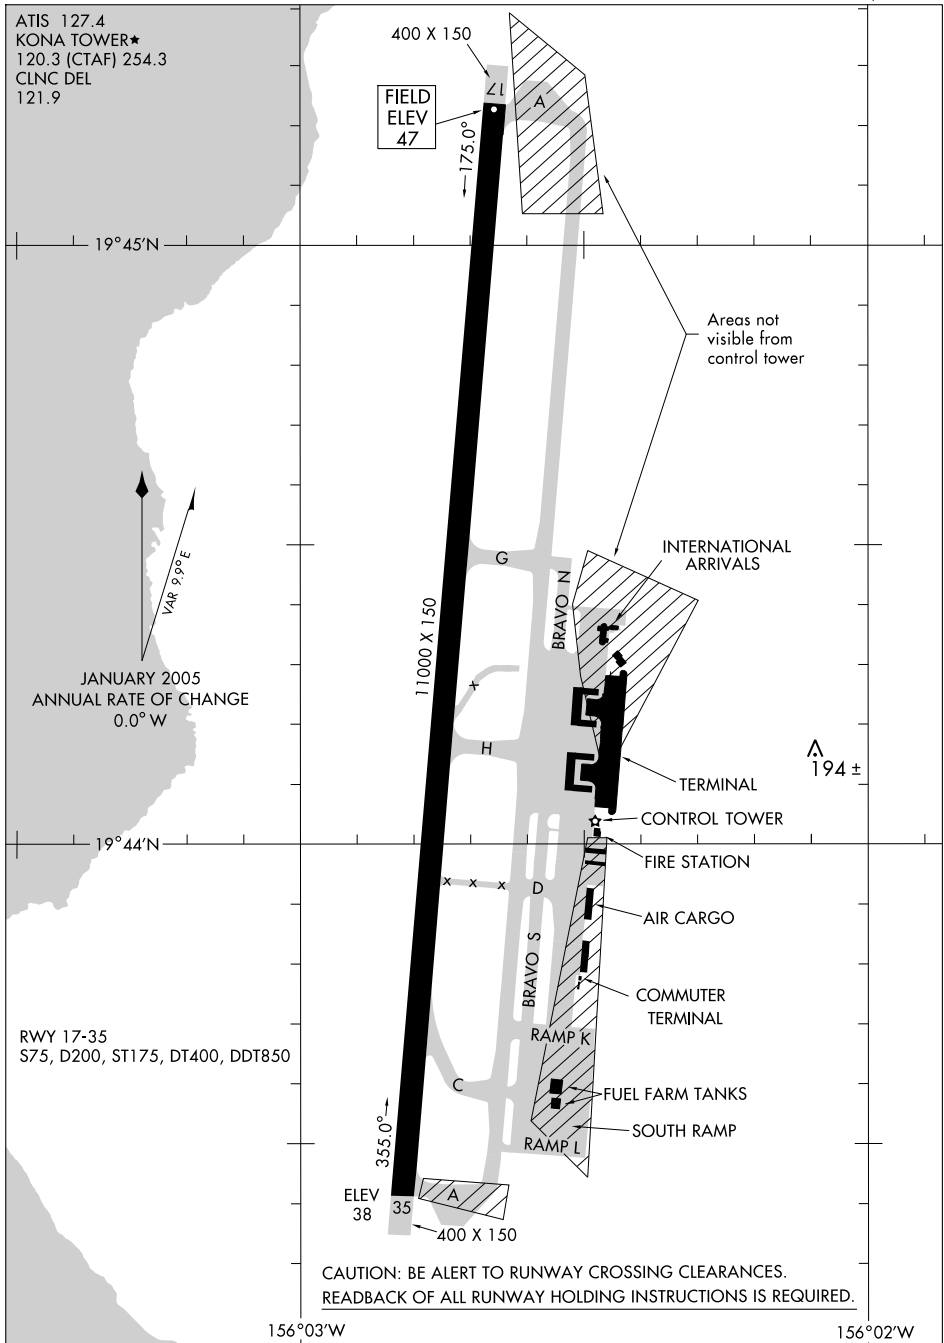 ATIS 127.4
KONA TOWER★
120.3 (CTAF) 254.3
CLNC DEL
121.9
400 X 150
17
FIELD
ELEV
47
A
175.0°
19°45'N
Areas not
visible from
control tower
VAR 9.9° E
JANUARY 2005
ANNUAL RATE OF CHANGE
0.0° W
G
BRAVO N
INTERNATIONAL
ARRIVALS
11000 X 150
x
H
194 ±
TERMINAL
CONTROL TOWER
19°44'N
FIRE STATION
x x x
D
AIR CARGO
BRAVO S
COMMUTER
TERMINAL
RWY 17-35
S75, D200, ST175, DT400, DDT850
RAMP K
C
FUEL FARM TANKS
SOUTH RAMP
RAMP L
355.0°
ELEV
38
35
A
400 X 150
CAUTION: BE ALERT TO RUNWAY CROSSING CLEARANCES.
READBACK OF ALL RUNWAY HOLDING INSTRUCTIONS IS REQUIRED.
156°03'W
156°02'W